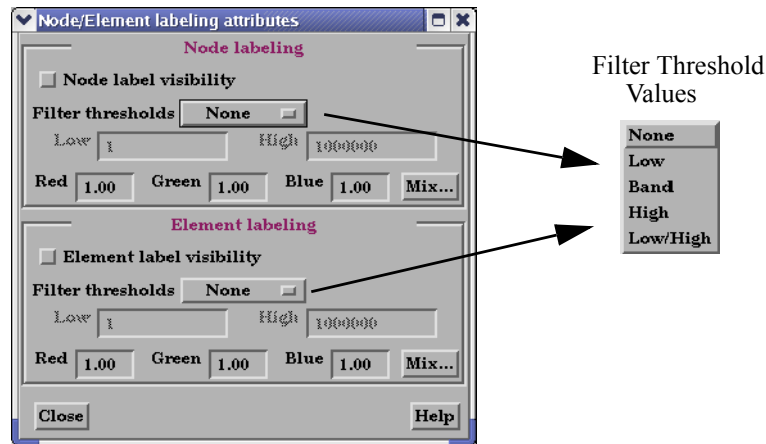 Node/Element labeling attributes
Node labeling
Node label visibility
Filter thresholds None
Low 1 High 1000000
Red 1.00 Green 1.00 Blue 1.00 Mix...
Element labeling
Element label visibility
Filter thresholds None
Low 1 High 1000000
Red 1.00 Green 1.00 Blue 1.00 Mix...
Close Help
Filter Threshold
Values
None
Low
Band
High
Low/High